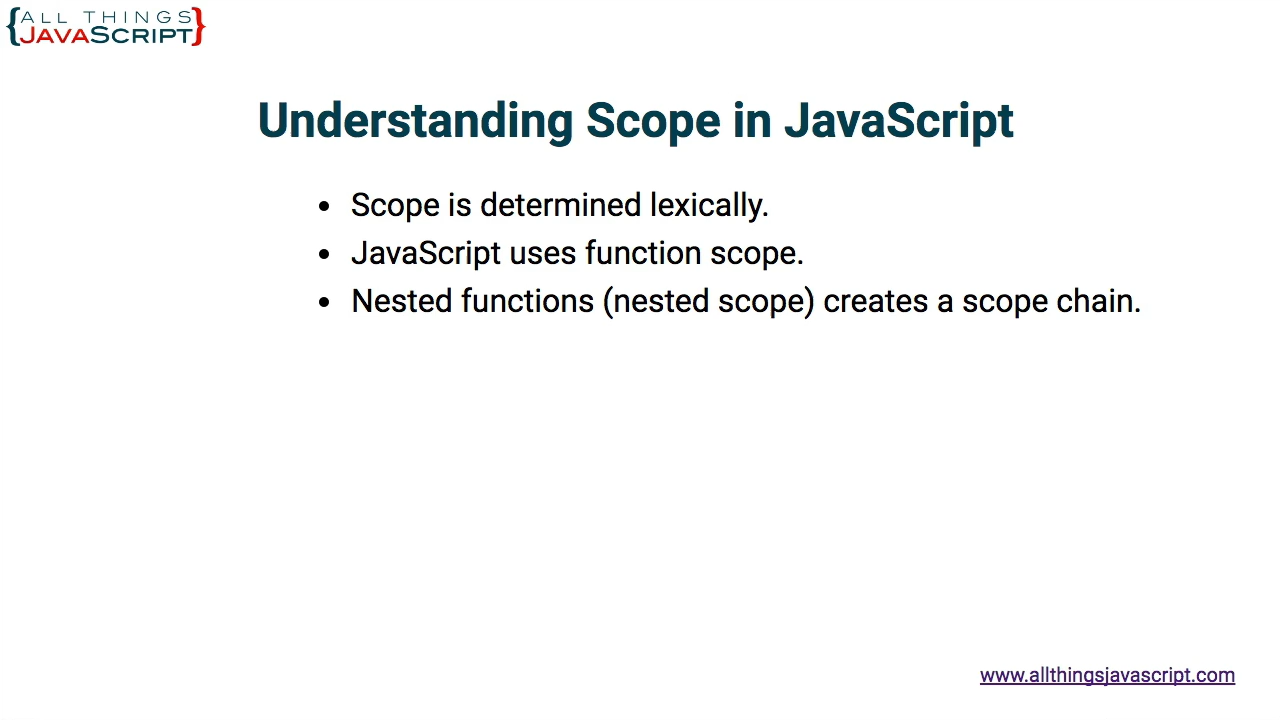 {ALL THINGS
JAVASCRIPT}
Understanding Scope in JavaScript
• Scope is determined lexically.
• JavaScript uses function scope.
• Nested functions (nested scope) creates a scope chain.
www.allthingsjavascript.com